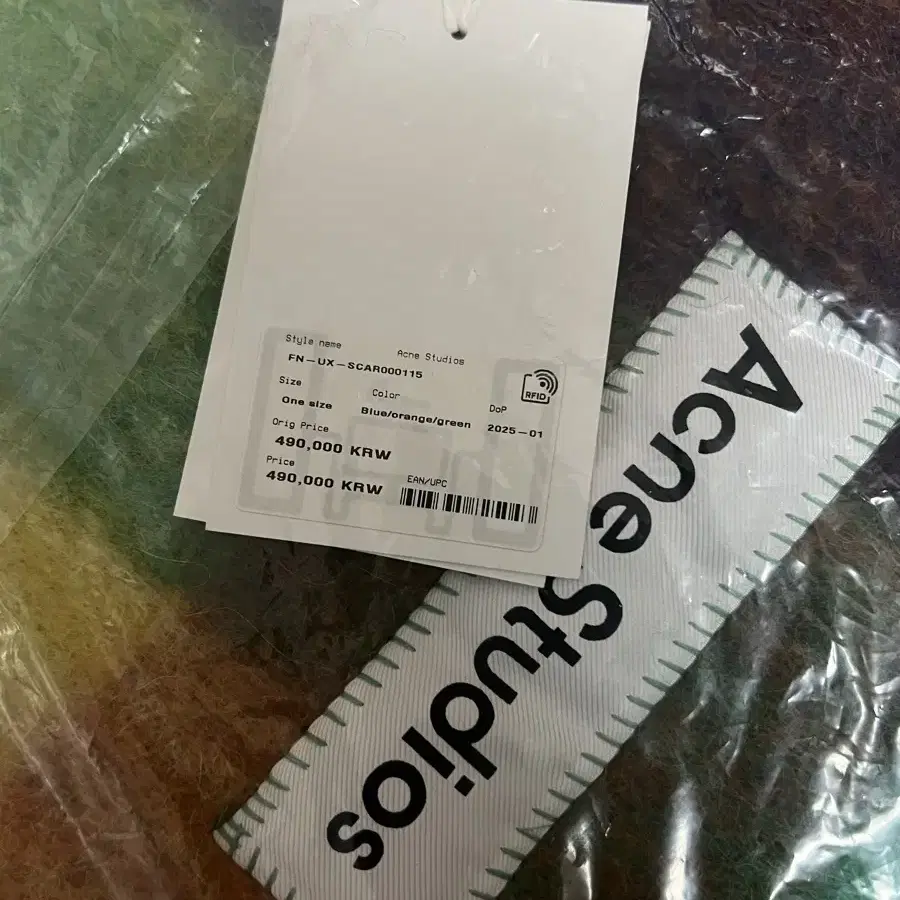 Style name
Acne Studios
FN-UX-SCAR000115
RFID
Size
Color
DoP
One size
Blue/orange/green
2025-01
Orig Price
490,000 KRW
Price
EAN/UPC
490,000 KRW
Acne Studios